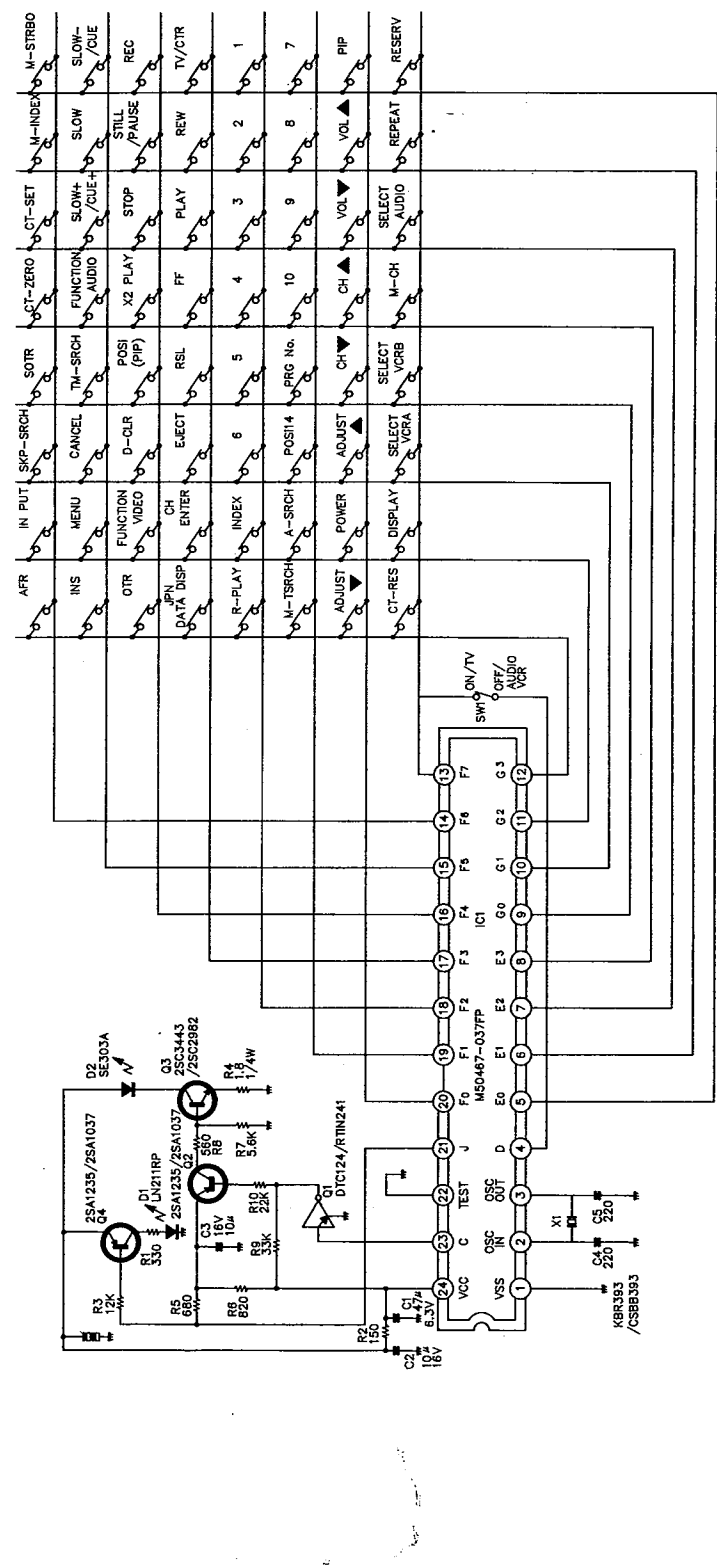 M-STRBO
M-INDEX
CT-SET
CT-ZERO
SOTR
SKP-SRCH
IN PUT
AFR
SLOW-
/CUE
SLOW
SLOW+
/CUE+
FUNCTION
AUDIO
TM-SRCH
CANCEL
MENU
INS
REC
STILL
/PAUSE
STOP
X2 PLAY
POSI
(PIP)
D-CLR
FUNCTION
VIDEO
OTR
TV/CTR
REW
PLAY
FF
RSL
EJECT
CH
ENTER
JPN
DATA DISP
1
2
3
4
5
6
INDEX
R-PLAY
7
8
9
10
PRG No.
POSI14
A-SRCH
M-TSRCH
PIP
VOL ▲
VOL ▼
CH ▲
CH ▼
ADJUST
▲
POWER
ADJUST
▼
RESERV
REPEAT
SELECT
AUDIO
M-CH
SELECT
VCRB
SELECT
VCRA
DISPLAY
CT-RES
SW1
ON/TV
OFF/
AUDIO
VCR
D2
SE303A
Q3
2SC3443
/2SC2982
R4
1.8
1/4W
2SA1235/2SA1037
Q4
R3
12K
R1
330
D1
LN211RP
2SA1235/2SA1037
Q2
560
R8
R7
5.6K
R5
680
C3
16V
10μ
R10
22K
R9
33K
R6
820
Q1
DTC124/RTIN241
R2
150
C1
47μ
6.3V
C2
10μ
16V
13
F7
14
F6
15
F5
16
F4
17
F3
18
F2
19
F1
20
F0
21
J
22
TEST
23
C
24
VCC
IC1
M50467-037FP
12
G3
11
G2
10
G1
9
G0
8
E3
7
E2
6
E1
5
E0
4
D
3
OSC
OUT
2
OSC
IN
1
VSS
X1
C5
220
C4
220
KBR393
/CSBB393